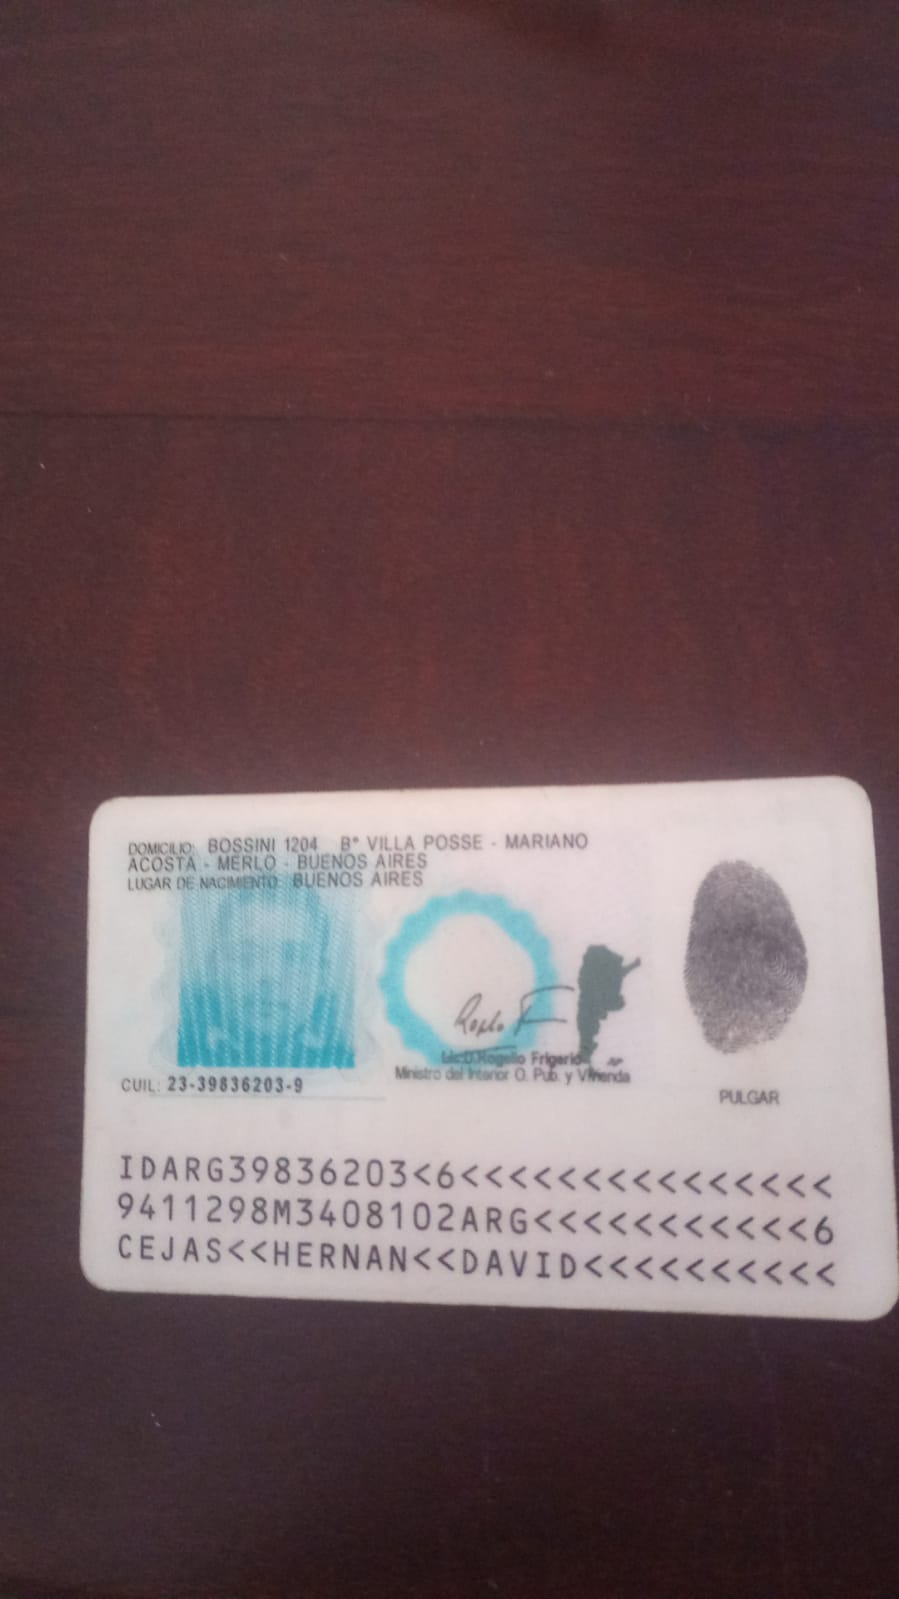 DOMICILIO: BOSSINI 1204 B° VILLA POSSE - MARIANO
ACOSTA - MERLO - BUENOS AIRES
LUGAR DE NACIMIENTO: BUENOS AIRES
Lic.D.Rogelio Frigerio
Ministro del Interior O. Pub. y Vivienda
CUIL: 23-39836203-9
PULGAR
IDARG39836203<6<<<<<<<<<<<<<<<
9411298M3408102ARG<<<<<<<<<<<6
CEJAS<<HERNAN<<DAVID<<<<<<<<<<